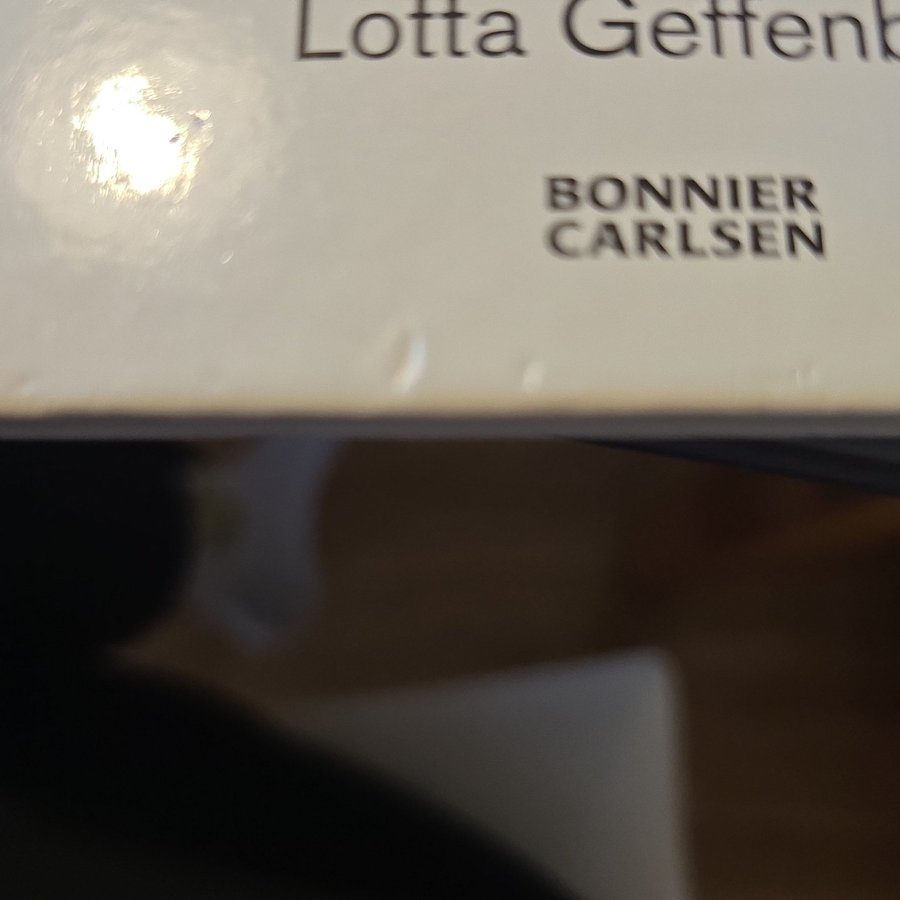 Lotta Geffenb
BONNIER
CARLSEN